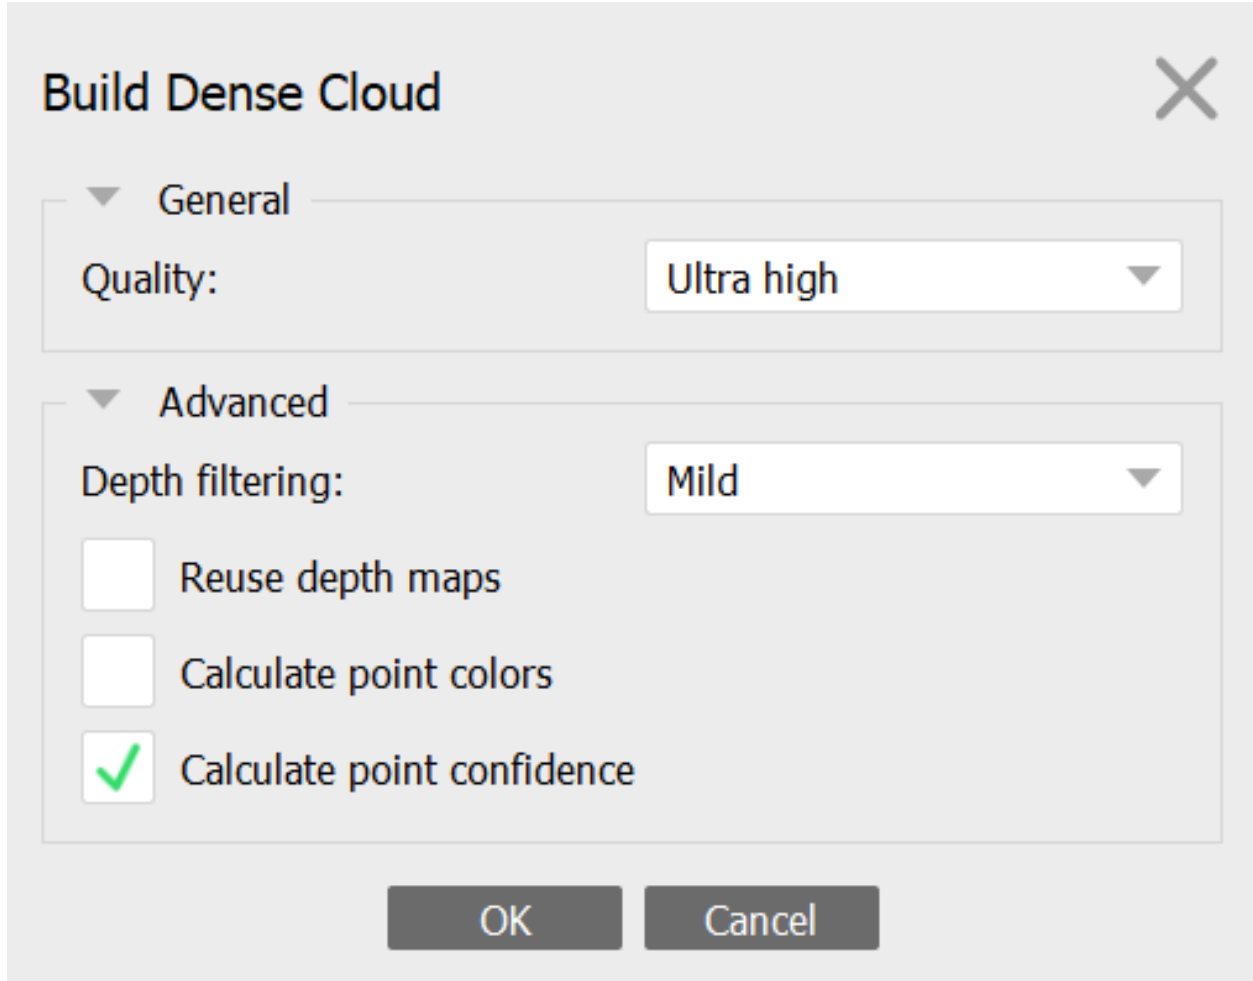 Build Dense Cloud
General
Quality: Ultra high
Advanced
Depth filtering: Mild
Reuse depth maps
Calculate point colors
Calculate point confidence
OK Cancel